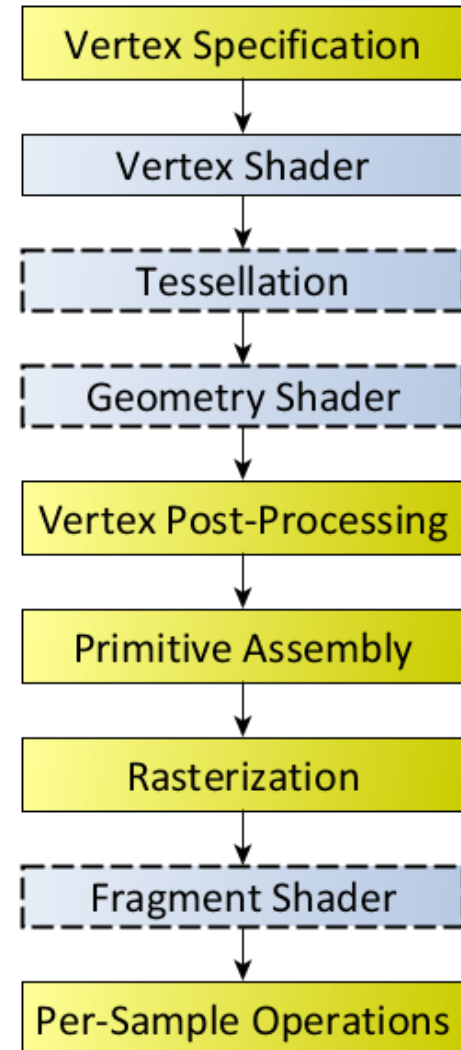 Vertex Specification
Vertex Shader
Tessellation
Geometry Shader
Vertex Post-Processing
Primitive Assembly
Rasterization
Fragment Shader
Per-Sample Operations